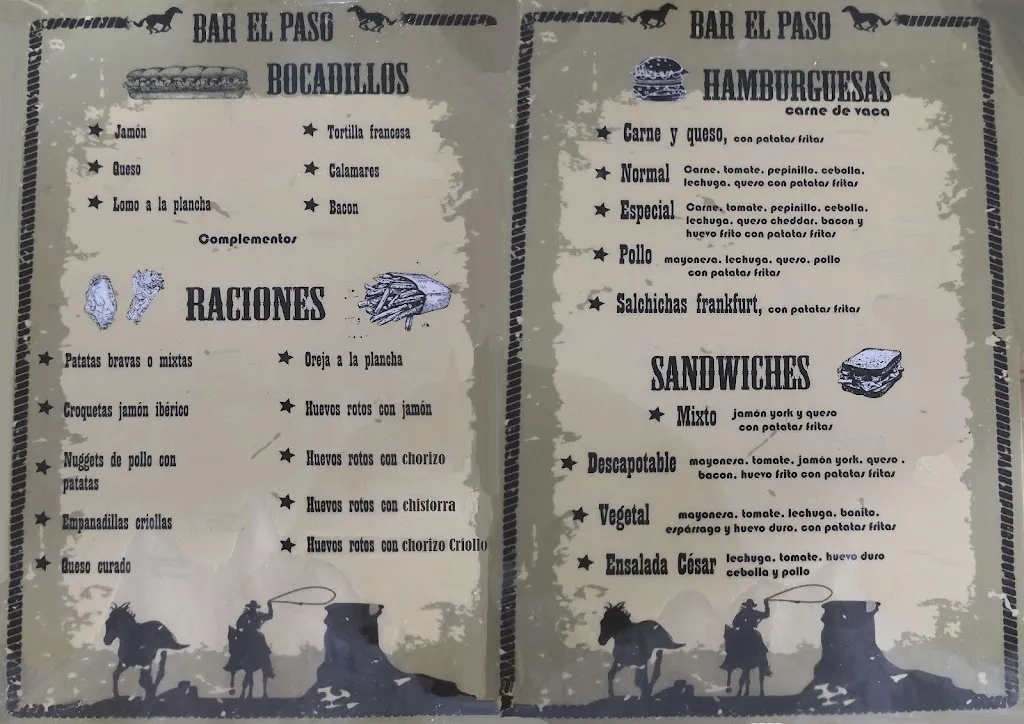 BAR EL PASO
BOCADILLOS
Jamón
Queso
Lomo a la plancha
Tortilla francesa
Calamares
Bacon
Complementos
RACIONES
Patatas bravas o mixtas
Croquetas jamón ibérico
Nuggets de pollo con
patatas
Empanadillas criollas
Queso curado
Oreja a la plancha
Huevos rotos con jamón
Huevos rotos con chorizo
Huevos rotos con chistorra
Huevos rotos con chorizo Criollo
BAR EL PASO
HAMBURGUESAS
carne de vaca
Carne y queso, con patatas fritas
Normal Carne, tomate, pepinillo, cebolla,
lechuga, queso con patatas fritas
Especial Carne, tomate, pepinillo, cebolla,
lechuga, queso cheddar, bacon y
huevo frito con patatas fritas
Pollo mayonesa, lechuga, queso, pollo
con patatas fritas
Salchichas frankfurt, con patatas fritas
SANDWICHES
Mixto jamón york y queso
con patatas fritas
Descapotable mayonesa, tomate, jamón york, queso ,
bacon, huevo frito con patatas fritas
Vegetal mayonesa, tomate, lechuga, bonito,
espárrago y huevo duro, con patatas fritas
Ensalada César lechuga, tomate, huevo duro
cebolla y pollo